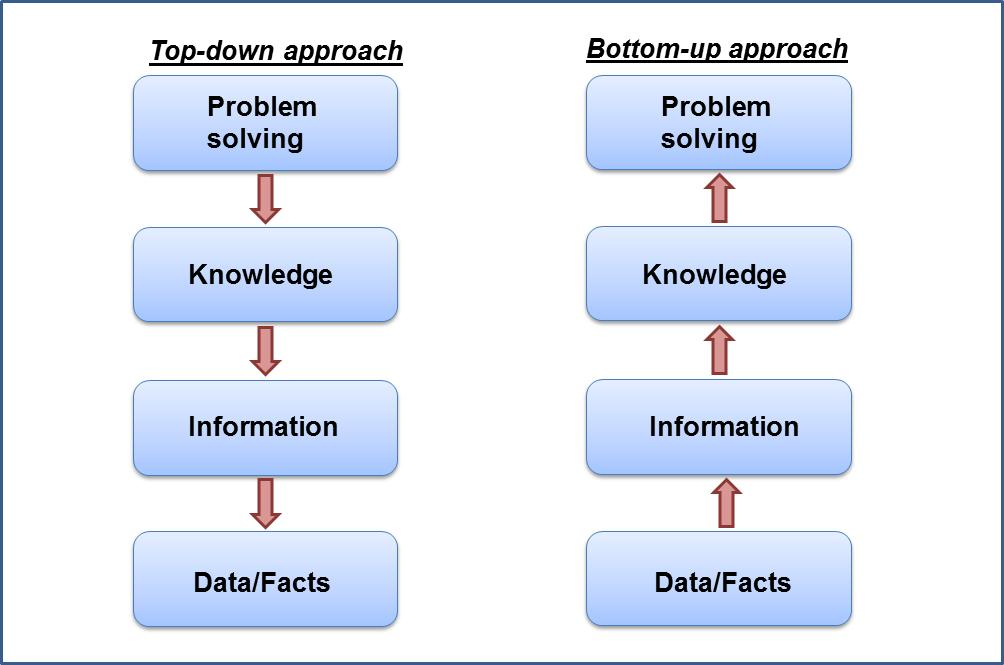 Top-down approach
Problem
solving
Knowledge
Information
Data/Facts
Bottom-up approach
Problem
solving
Knowledge
Information
Data/Facts